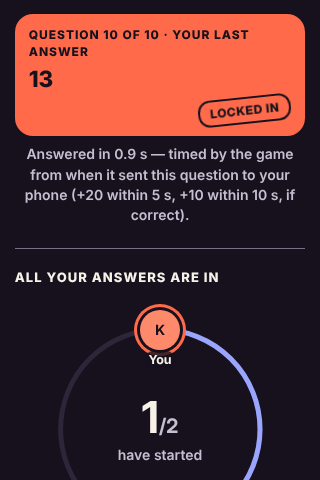 QUESTION 10 OF 10 · YOUR LAST
ANSWER
13
LOCKED IN
Answered in 0.9 s — timed by the game
from when it sent this question to your
phone (+20 within 5 s, +10 within 10 s, if
correct).
ALL YOUR ANSWERS ARE IN
K
You
1/2
have started